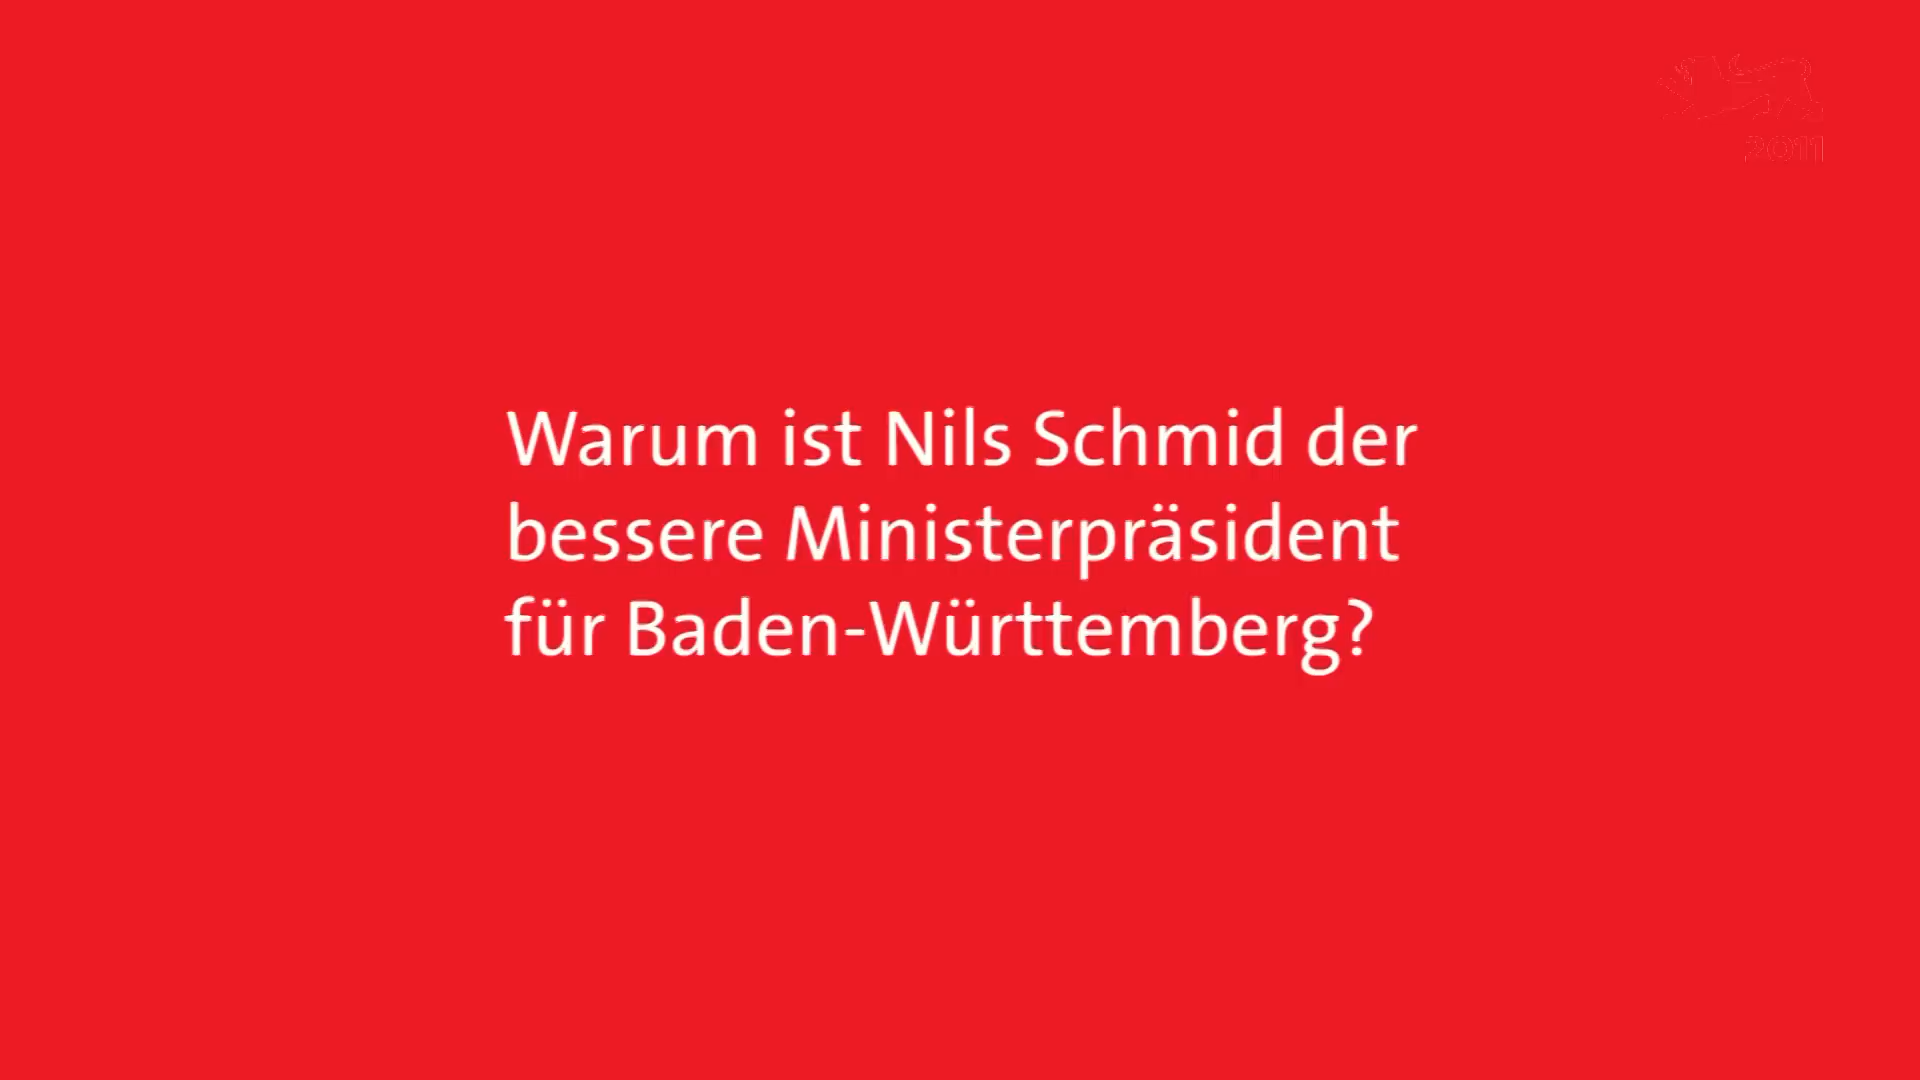 2011
Warum ist Nils Schmid der
bessere Ministerpräsident
für Baden-Württemberg?